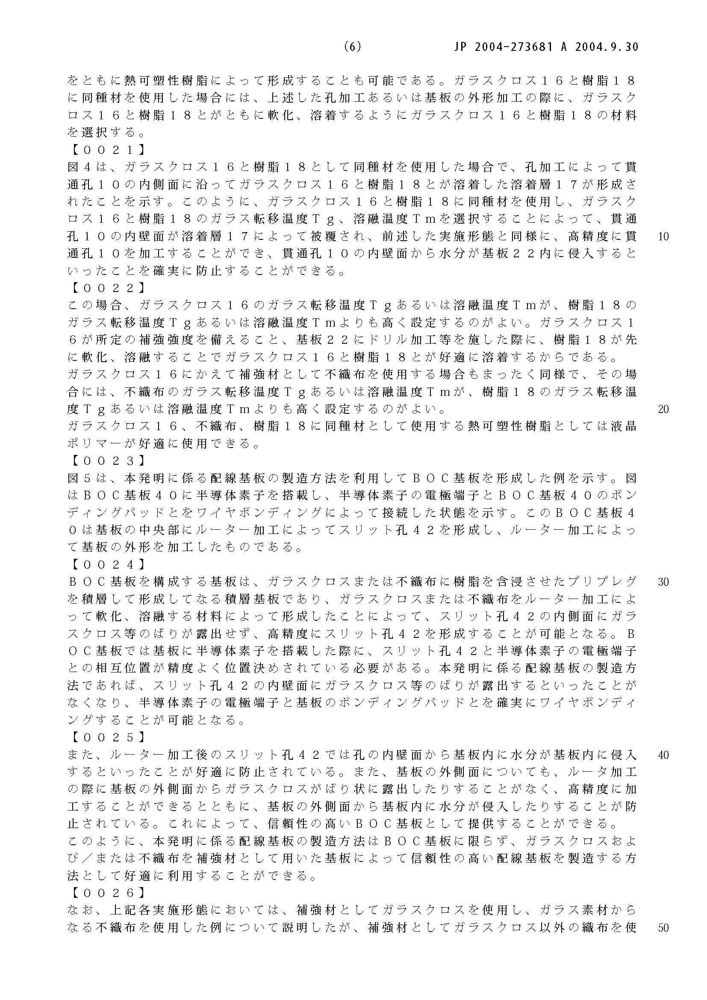 (6)　JP 2004-273681 A 2004.9.30
をともに熱可塑性樹脂によって形成することも可能である。ガラスクロス１６と樹脂１８
に同種材を使用した場合には、上述した孔加工あるいは基板の外形加工の際に、ガラスク
ロス１６と樹脂１８とがともに軟化、溶着するようにガラスクロス１６と樹脂１８の材料
を選択する。
【００２１】
図４は、ガラスクロス１６と樹脂１８として同種材を使用した場合で、孔加工によって貫
通孔１０の内側面に沿ってガラスクロス１６と樹脂１８とが溶着した溶着層１７が形成さ
れたことを示す。このように、ガラスクロス１６と樹脂１８に同種材を使用し、ガラスク
ロス１６と樹脂１８のガラス転移温度Ｔｇ、溶融温度Ｔｍを選択することによって、貫通
孔１０の内壁面が溶着層１７によって被覆され、前述した実施形態と同様に、高精度に貫　10
通孔１０を加工することができ、貫通孔１０の内壁面から水分が基板２２内に侵入すると
いったことを確実に防止することができる。
【００２２】
この場合、ガラスクロス１６のガラス転移温度Ｔｇあるいは溶融温度Ｔｍが、樹脂１８の
ガラス転移温度Ｔｇあるいは溶融温度Ｔｍよりも高く設定するのがよい。ガラスクロス１
６が所定の補強強度を備えること、基板２２にドリル加工等を施した際に、樹脂１８が先
に軟化、溶融することでガラスクロス１６と樹脂１８とが好適に溶着するからである。
ガラスクロス１６にかえて補強材として不織布を使用する場合もまったく同様で、その場
合には、不織布のガラス転移温度Ｔｇあるいは溶融温度Ｔｍが、樹脂１８のガラス転移温
度Ｔｇあるいは溶融温度Ｔｍよりも高く設定するのがよい。　20
ガラスクロス１６、不織布、樹脂１８に同種材として使用する熱可塑性樹脂としては液晶
ポリマーが好適に使用できる。
【００２３】
図５は、本発明に係る配線基板の製造方法を利用してＢＯＣ基板を形成した例を示す。図
はＢＯＣ基板４０に半導体素子を搭載し、半導体素子の電極端子とＢＯＣ基板４０のボン
ディングパッドとをワイヤボンディングによって接続した状態を示す。このＢＯＣ基板４
０は基板の中央部にルーター加工によってスリット孔４２を形成し、ルーター加工によっ
て基板の外形を加工したものである。
【００２４】
ＢＯＣ基板を構成する基板は、ガラスクロスまたは不織布に樹脂を含浸させたプリプレグ　30
を積層して形成してなる積層基板であり、ガラスクロスまたは不織布をルーター加工によ
って軟化、溶融する材料によって形成したことによって、スリット孔４２の内側面にガラ
スクロス等のばりが露出せず、高精度にスリット孔４２を形成することが可能となる。Ｂ
ＯＣ基板では基板に半導体素子を搭載した際に、スリット孔４２と半導体素子の電極端子
との相互位置が精度よく位置決めされている必要がある。本発明に係る配線基板の製造方
法であれば、スリット孔４２の内壁面にガラスクロス等のばりが露出するといったことが
なくなり、半導体素子の電極端子と基板のボンディングパッドとを確実にワイヤボンディ
ングすることが可能となる。
【００２５】
また、ルーター加工後のスリット孔４２では孔の内壁面から基板内に水分が基板内に侵入　40
するといったことが好適に防止されている。また、基板の外側面についても、ルータ加工
の際に基板の外側面からガラスクロスがばり状に露出したりすることがなく、高精度に加
工することができるとともに、基板の外側面から基板内に水分が侵入したりすることが防
止されている。これによって、信頼性の高いＢＯＣ基板として提供することができる。
このように、本発明に係る配線基板の製造方法はＢＯＣ基板に限らず、ガラスクロスおよ
び／または不織布を補強材として用いた基板によって信頼性の高い配線基板を製造する方
法として好適に利用することができる。
【００２６】
なお、上記各実施形態においては、補強材としてガラスクロスを使用し、ガラス素材から
なる不織布を使用した例について説明したが、補強材としてガラスクロス以外の織布を使　50